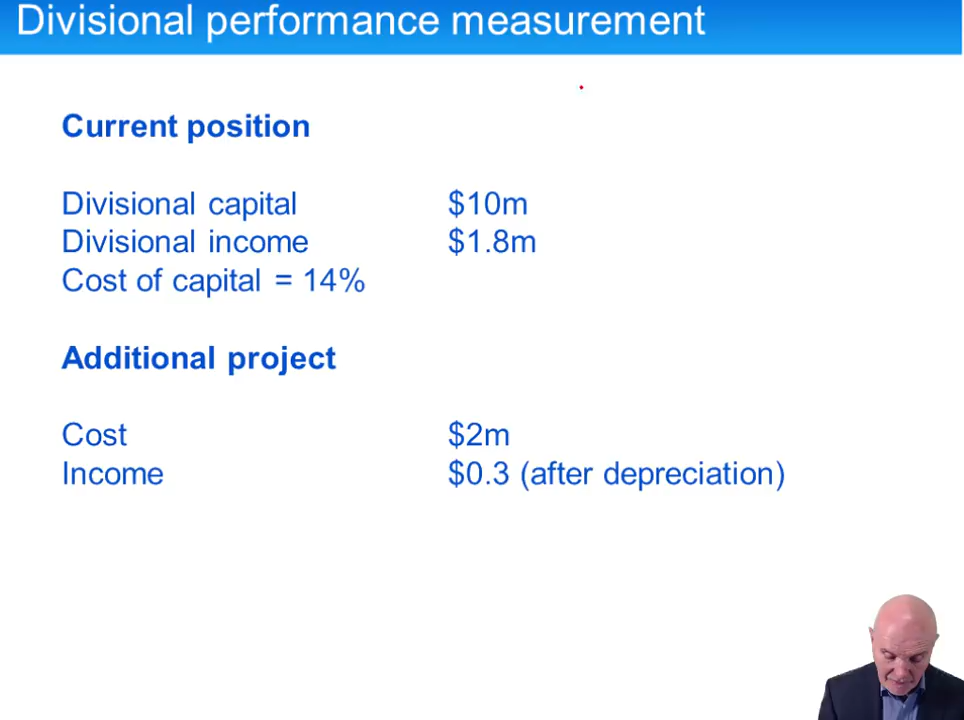 Divisional performance measurement
Current position
Divisional capital $10m
Divisional income $1.8m
Cost of capital = 14%
Additional project
Cost $2m
Income $0.3 (after depreciation)